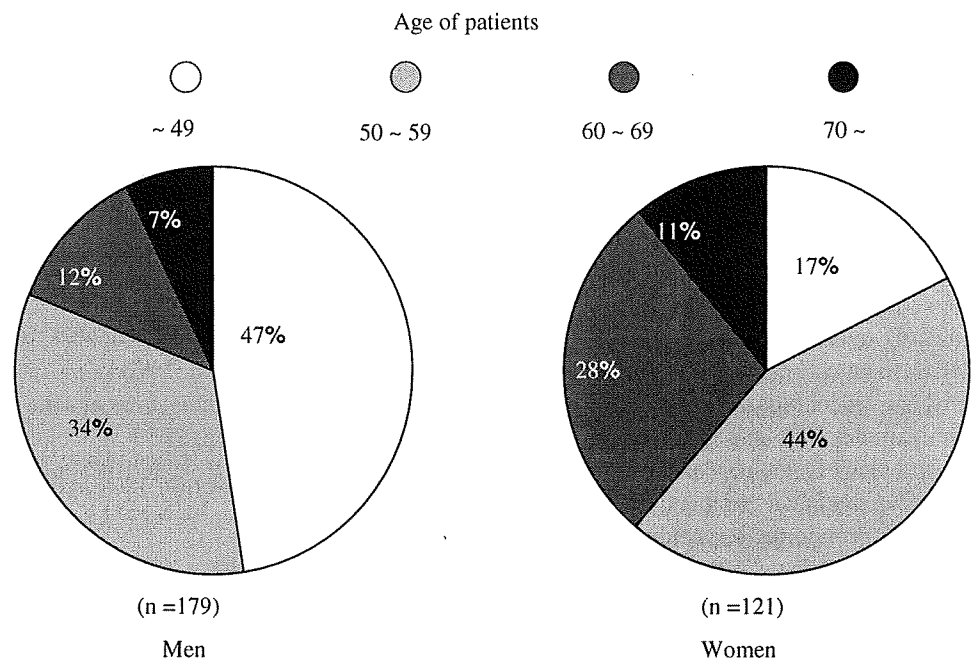 Age of patients
~ 49
50 ~ 59
60 ~ 69
70 ~
7%
12%
47%
34%
11%
17%
28%
44%
(n =179)
(n =121)
Men
Women